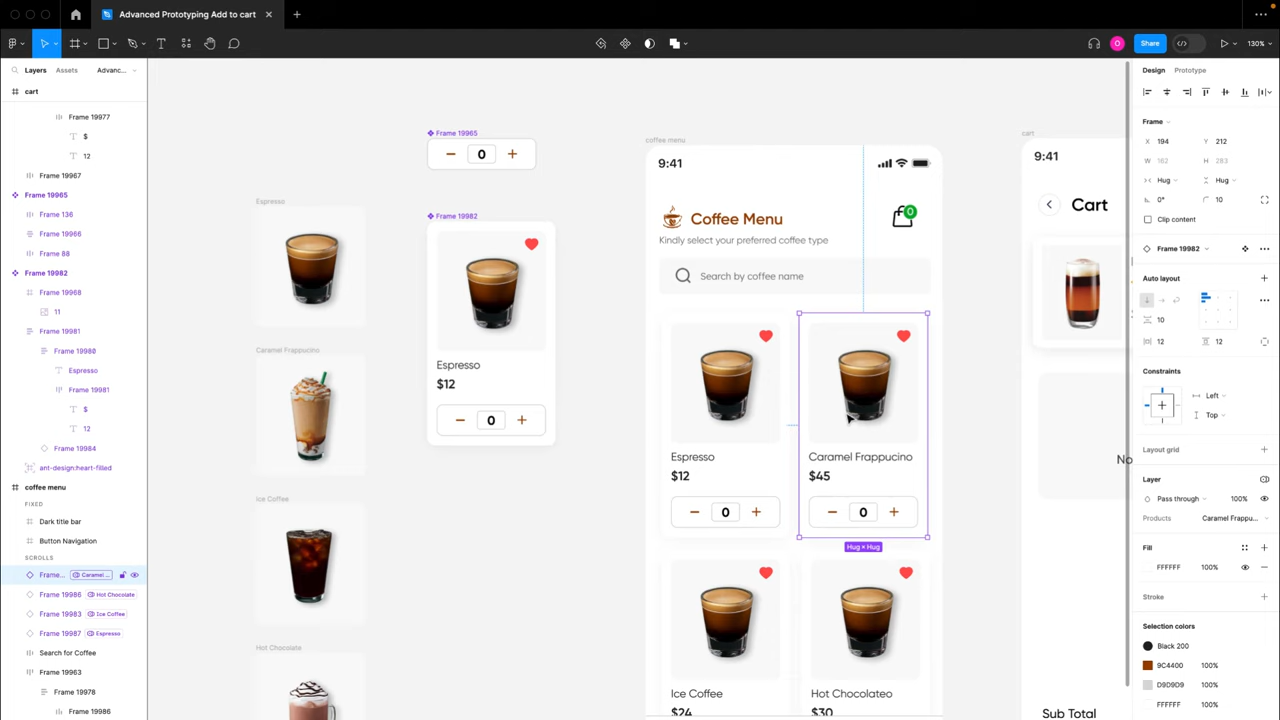 Advanced Prototyping Add to cart
Share
130%
Layers
Assets
Advanc...
cart
Frame 19977
$
12
Frame 19967
Frame 19965
Frame 136
Frame 19966
Frame 88
Frame 19982
Frame 19968
11
Frame 19981
Frame 19980
Espresso
Frame 19981
$
12
Frame 19984
ant-design:heart-filled
coffee menu
FIXED
Dark title bar
Button Navigation
SCROLLS
Frame... Caramel ...
Frame 19986 Hot Chocolate
Frame 19983 Ice Coffee
Frame 19987 Espresso
Search for Coffee
Frame 19963
Frame 19978
Frame 19986
Espresso
Caramel Frappucino
Ice Coffee
Hot Chocolate
Frame 19965
0
Frame 19982
Espresso
$12
0
coffee menu
9:41
Coffee Menu
0
Kindly select your preferred coffee type
Search by coffee name
Espresso
$12
0
Caramel Frappucino
$45
0
Hug × Hug
Ice Coffee
$24
Hot Chocolateo
$30
cart
9:41
Cart
No
Sub Total
Design
Prototype
Frame
X 194
Y 212
W 162
H 283
Hug
Hug
0°
10
Clip content
Frame 19982
Auto layout
10
12
12
Constraints
Left
Top
Layout grid
Layer
Pass through
100%
Products
Caramel Frappu...
Fill
FFFFFF
100%
Stroke
Selection colors
Black 200
9C4400
100%
D9D9D9
100%
FFFFFF
100%